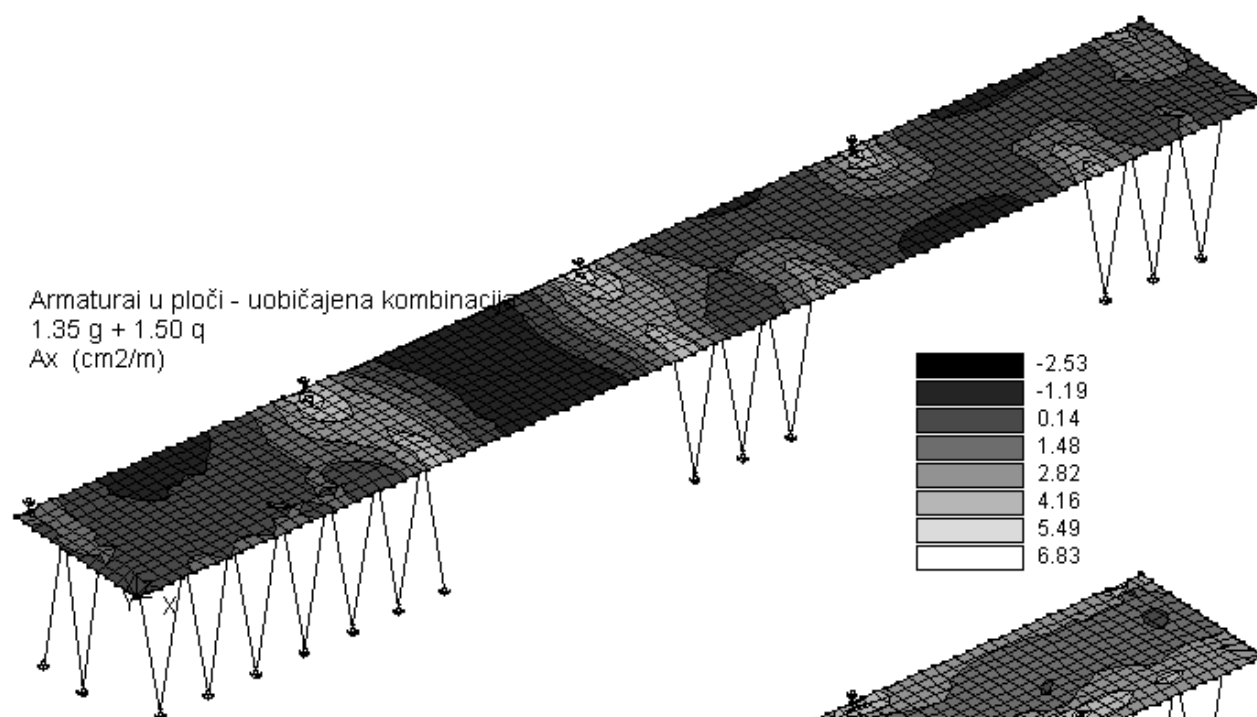 Armaturai u ploči - uobičajena kombinacija
1.35 g + 1.50 q
Ax (cm2/m)
-2.53
-1.19
0.14
1.48
2.82
4.16
5.49
6.83
X